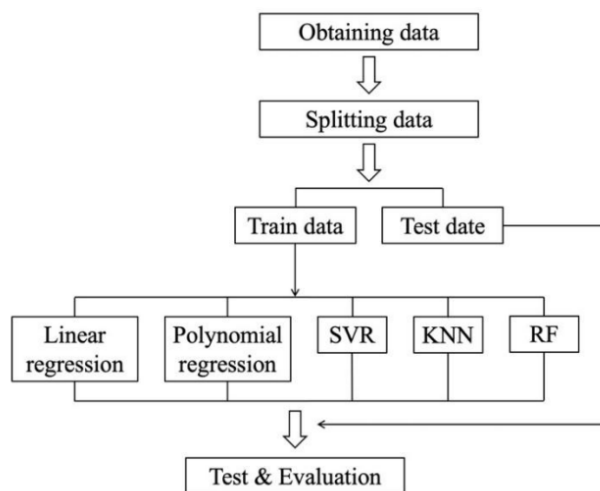 Obtaining data
Splitting data
Train data
Test date
Linear
regression
Polynomial
regression
SVR
KNN
RF
Test & Evaluation